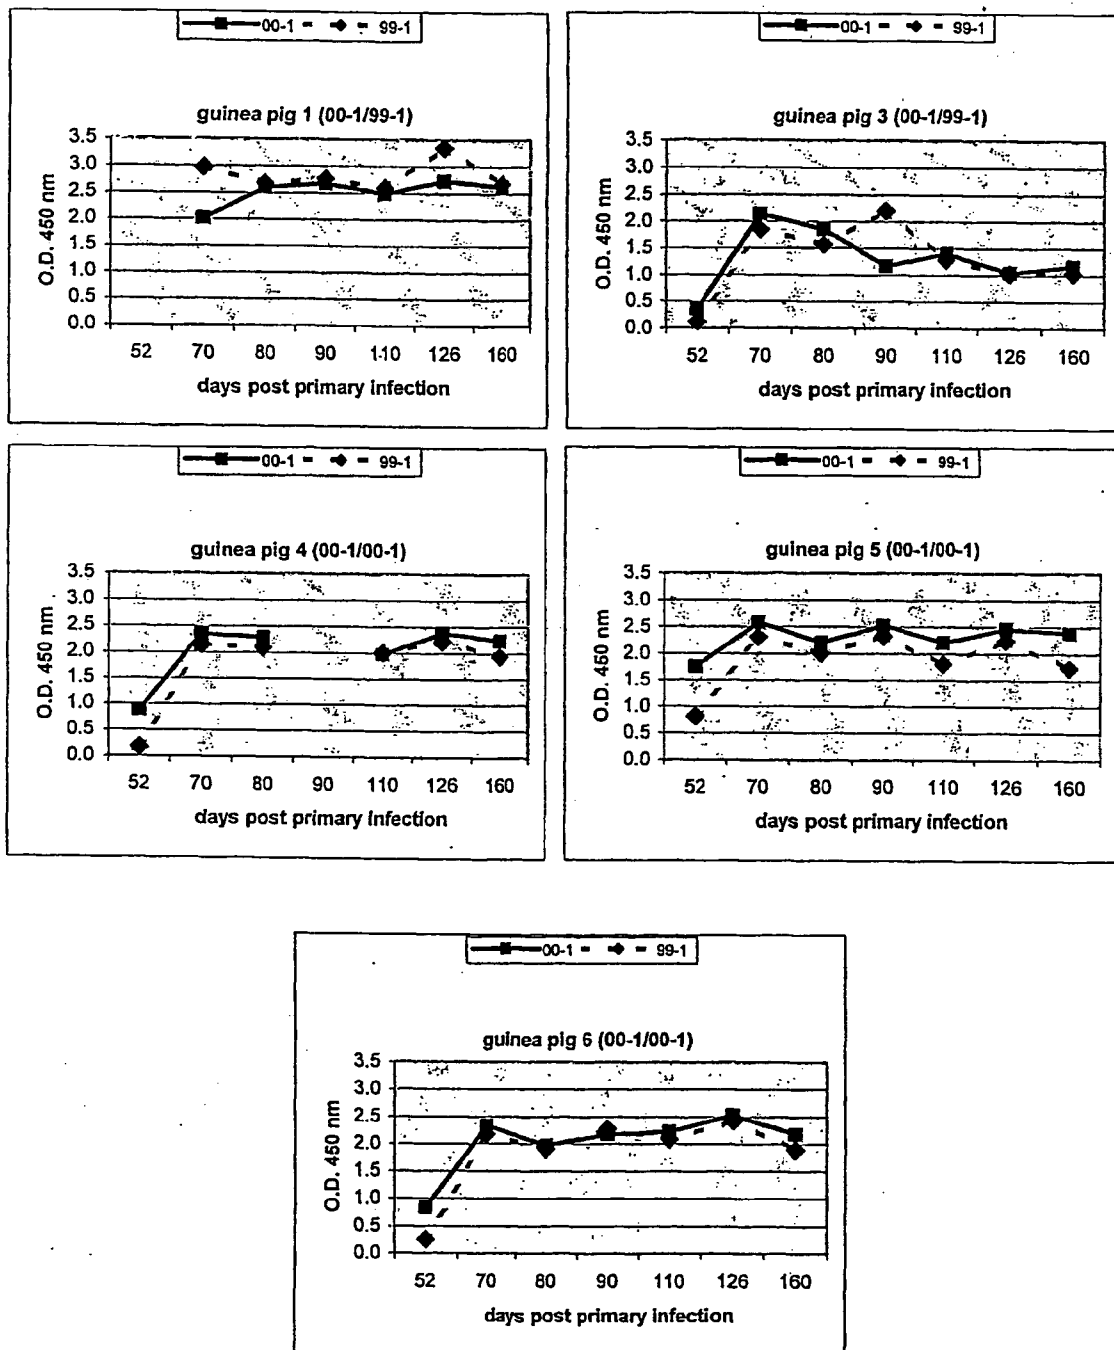 00-1 99-1
guinea pig 1 (00-1/99-1)
O.D. 450 nm
3.5
3.0
2.5
2.0
1.5
1.0
0.5
0.0
52 70 80 90 110 126 160
days post primary infection
00-1 99-1
guinea pig 3 (00-1/99-1)
O.D. 450 nm
3.5
3.0
2.5
2.0
1.5
1.0
0.5
0.0
52 70 80 90 110 126 160
days post primary infection
00-1 99-1
guinea pig 4 (00-1/00-1)
O.D. 450 nm
3.5
3.0
2.5
2.0
1.5
1.0
0.5
0.0
52 70 80 90 110 126 160
days post primary infection
00-1 99-1
guinea pig 5 (00-1/00-1)
O.D. 450 nm
3.5
3.0
2.5
2.0
1.5
1.0
0.5
0.0
52 70 80 90 110 126 160
days post primary infection
00-1 99-1
guinea pig 6 (00-1/00-1)
O.D. 450 nm
3.5
3.0
2.5
2.0
1.5
1.0
0.5
0.0
52 70 80 90 110 126 160
days post primary infection